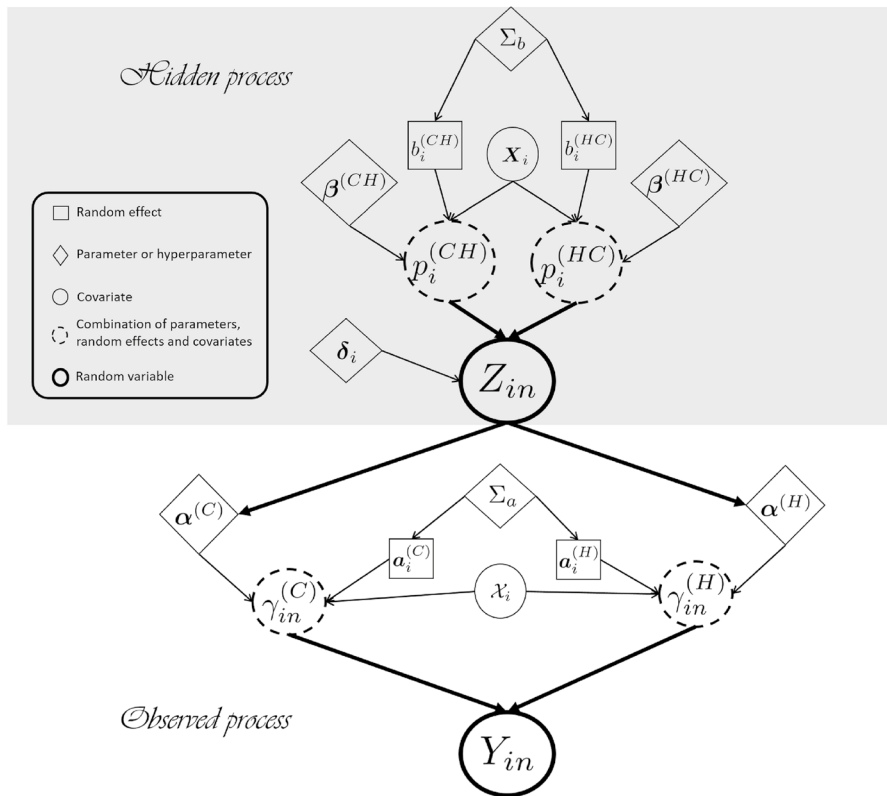 Σ_b
Hidden process
b_i^(CH) X_i b_i^(HC)
β^(CH) β^(HC)
Random effect
Parameter or hyperparameter
Covariate
Combination of parameters,
random effects and covariates
Random variable
p_i^(CH) p_i^(HC)
δ_i
Z_in
α^(C) Σ_a α^(H)
a_i^(C) a_i^(H)
γ_in^(C) 𝒳_i γ_in^(H)
Observed process
Y_in